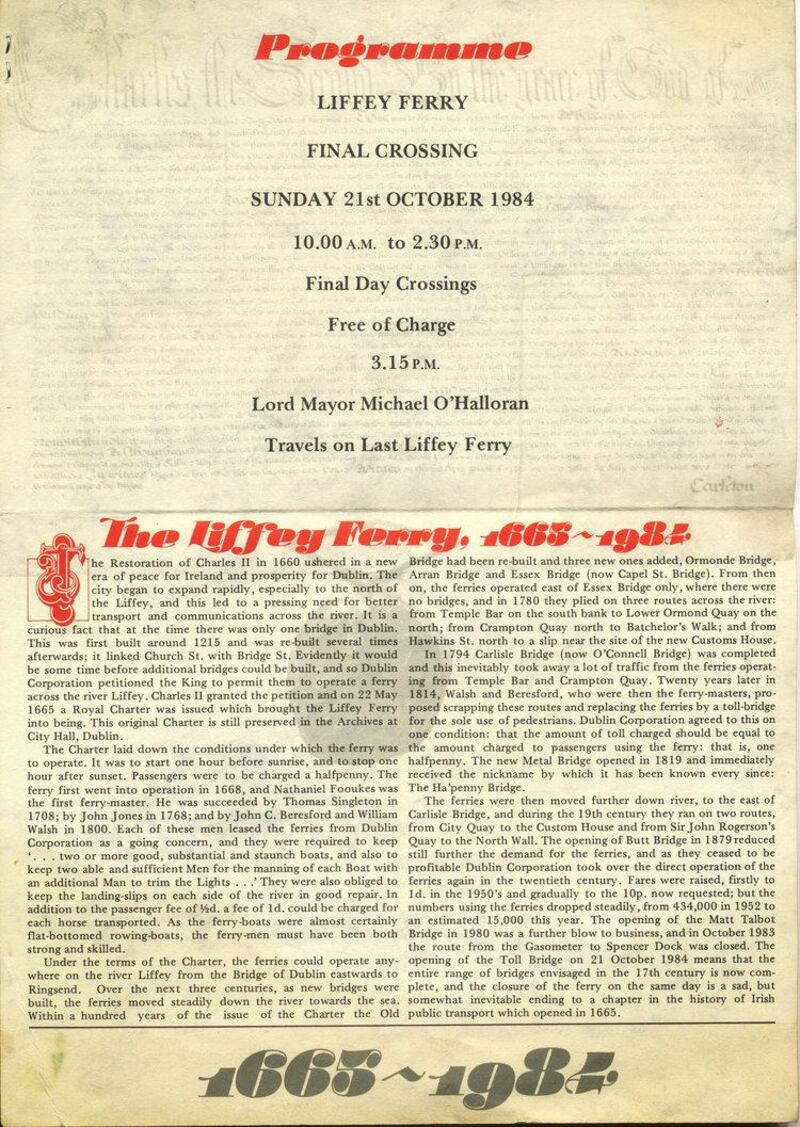 Programme
LIFFEY FERRY
FINAL CROSSING
SUNDAY 21st OCTOBER 1984
10.00 A.M. to 2.30 P.M.
Final Day Crossings
Free of Charge
3.15 P.M.
Lord Mayor Michael O'Halloran
Travels on Last Liffey Ferry
The Liffey Ferry, 1665~1984
The Restoration of Charles II in 1660 ushered in a new
era of peace for Ireland and prosperity for Dublin. The
city began to expand rapidly, especially to the north of
the Liffey, and this led to a pressing need for better
transport and communications across the river. It is a
curious fact that at the time there was only one bridge in Dublin.
This was first built around 1215 and was re-built several times
afterwards; it linked Church St. with Bridge St. Evidently it would
be some time before additional bridges could be built, and so Dublin
Corporation petitioned the King to permit them to operate a ferry
across the river Liffey. Charles II granted the petition and on 22 May
1665 a Royal Charter was issued which brought the Liffey Ferry
into being. This original Charter is still preserved in the Archives at
City Hall, Dublin.
The Charter laid down the conditions under which the ferry was
to operate. It was to start one hour before sunrise, and to stop one
hour after sunset. Passengers were to be charged a halfpenny. The
ferry first went into operation in 1668, and Nathaniel Fooukes was
the first ferry-master. He was succeeded by Thomas Singleton in
1708; by John Jones in 1768; and by John C. Beresford and William
Walsh in 1800. Each of these men leased the ferries from Dublin
Corporation as a going concern, and they were required to keep
'. . . two or more good, substantial and staunch boats, and also to
keep two able and sufficient Men for the manning of each Boat with
an additional Man to trim the Lights . . .' They were also obliged to
keep the landing-slips on each side of the river in good repair. In
addition to the passenger fee of ½d. a fee of 1d. could be charged for
each horse transported. As the ferry-boats were almost certainly
flat-bottomed rowing-boats, the ferry-men must have been both
strong and skilled.
Under the terms of the Charter, the ferries could operate any-
where on the river Liffey from the Bridge of Dublin eastwards to
Ringsend. Over the next three centuries, as new bridges were
built, the ferries moved steadily down the river towards the sea.
Within a hundred years of the issue of the Charter the Old
Bridge had been re-built and three new ones added, Ormonde Bridge,
Arran Bridge and Essex Bridge (now Capel St. Bridge). From then
on, the ferries operated east of Essex Bridge only, where there were
no bridges, and in 1780 they plied on three routes across the river:
from Temple Bar on the south bank to Lower Ormond Quay on the
north; from Crampton Quay north to Batchelor's Walk; and from
Hawkins St. north to a slip near the site of the new Customs House.
In 1794 Carlisle Bridge (now O'Connell Bridge) was completed
and this inevitably took away a lot of traffic from the ferries operat-
ing from Temple Bar and Crampton Quay. Twenty years later in
1814, Walsh and Beresford, who were then the ferry-masters, pro-
posed scrapping these routes and replacing the ferries by a toll-bridge
for the sole use of pedestrians. Dublin Corporation agreed to this on
one condition: that the amount of toll charged should be equal to
the amount charged to passengers using the ferry: that is, one
halfpenny. The new Metal Bridge opened in 1819 and immediately
received the nickname by which it has been known every since:
The Ha'penny Bridge.
The ferries were then moved further down river, to the east of
Carlisle Bridge, and during the 19th century they ran on two routes,
from City Quay to the Custom House and from Sir John Rogerson's
Quay to the North Wall. The opening of Butt Bridge in 1879 reduced
still further the demand for the ferries, and as they ceased to be
profitable Dublin Corporation took over the direct operation of the
ferries again in the twentieth century. Fares were raised, firstly to
1d. in the 1950's and gradually to the 10p. now requested; but the
numbers using the ferries dropped steadily, from 434,000 in 1952 to
an estimated 15,000 this year. The opening of the Matt Talbot
Bridge in 1980 was a further blow to business, and in October 1983
the route from the Gasometer to Spencer Dock was closed. The
opening of the Toll Bridge on 21 October 1984 means that the
entire range of bridges envisaged in the 17th century is now com-
plete, and the closure of the ferry on the same day is a sad, but
somewhat inevitable ending to a chapter in the history of Irish
public transport which opened in 1665.
1665~1984